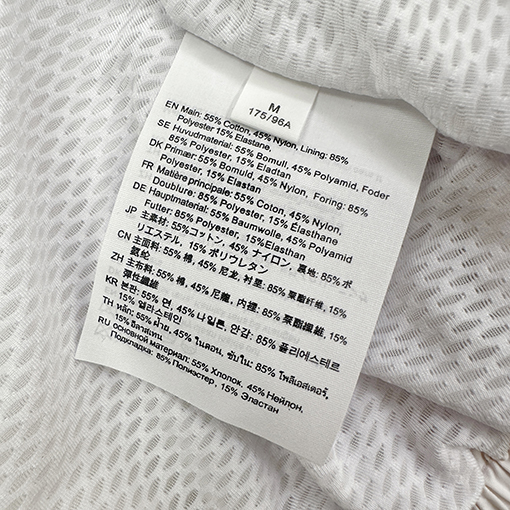 M
175/96A
EN Main: 55% Cotton, 45% Nylon, Lining: 85%
Polyester 15% Elastane,
SE Huvudmaterial: 55% Bomull, 45% Polyamid, Foder
85% Polyester, 15% Eladtan
DK Primær: 55% Bomuld, 45% Nylon, Foring: 85%
Polyester, 15% Elastan
FR Matière principale: 55% Coton, 45% Nylon,
Doublure: 85% Polyester, 15% Elasthane
DE Hauptmaterial: 55% Baumwolle, 45% Polyamid
Futter: 85% Polyester, 15%Elasthan
JP 主素材: 55%コットン, 45% ナイロン, 裏地: 85% ポ
リエステル, 15% ポリウレタン
CN 主面料: 55% 棉, 45% 尼龙, 衬里: 85% 聚酯纤维, 15%
氨纶
ZH 主布料: 55% 棉, 45% 尼龍, 内裡: 85% 聚酯纖維, 15%
彈性纖維
KR 본판: 55% 면, 45% 나일론, 안감: 85% 폴리에스테르
15% 엘라스테인
TH หลัก: 55% ฝ้าย, 45% ไนลอน, ซับใน: 85% โพลีเอสเตอร์,
15% อีลาสเทน
RU основной материал: 55% Хлопок, 45% Нейлон,
Подкладка: 85% Полиэстер, 15% Эластан